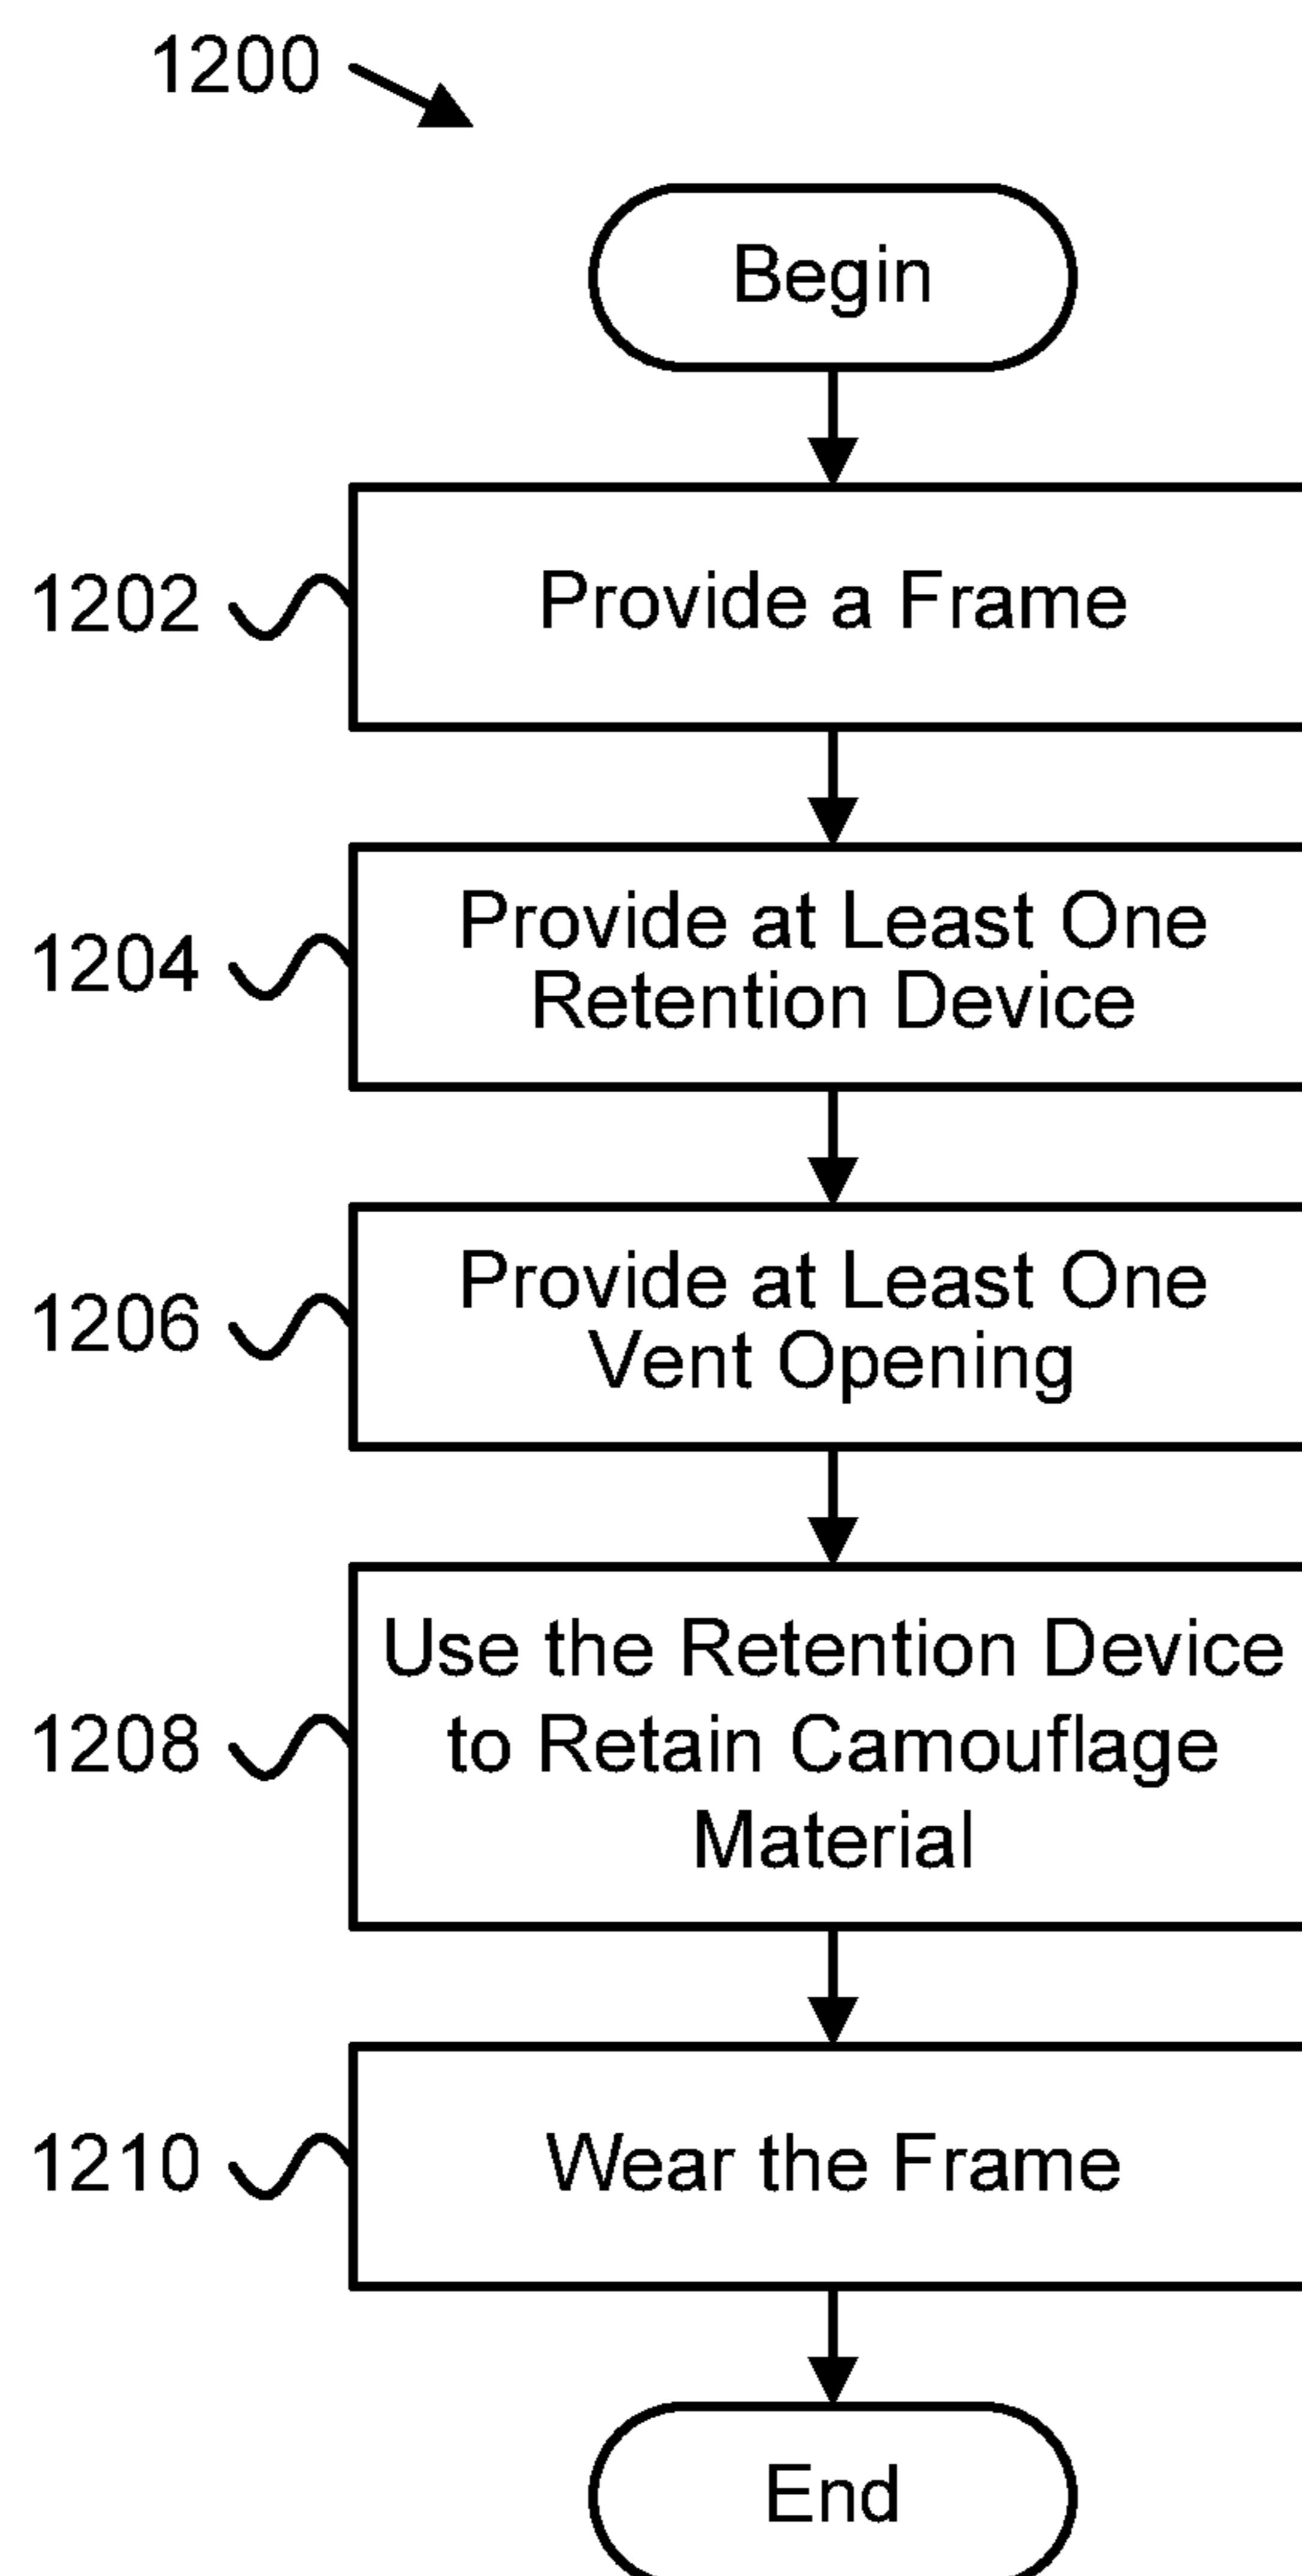 1200
Begin
1202
Provide a Frame
1204
Provide at Least One
Retention Device
1206
Provide at Least One
Vent Opening
1208
Use the Retention Device
to Retain Camouflage
Material
1210
Wear the Frame
End